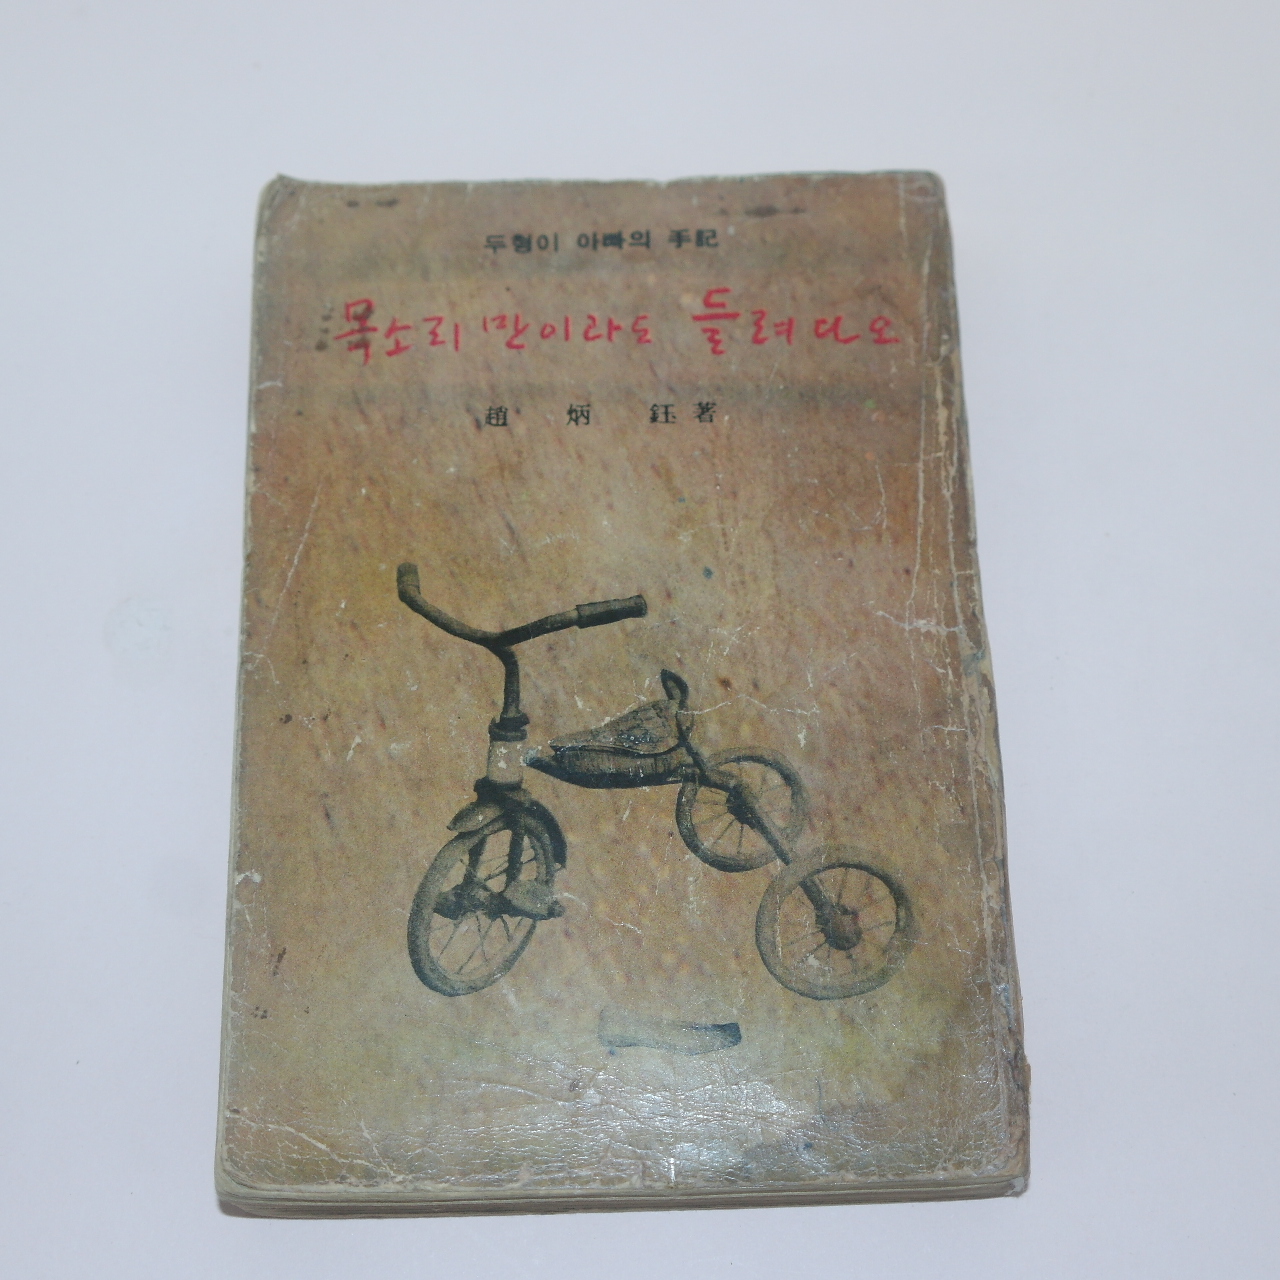 두형이 아빠의 手記
목소리만이라도 들려다오
趙 炳 鈺 著